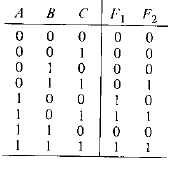 A B C F1 F2
0 0 0 0 0
0 0 1 0 0
0 1 0 0 0
0 1 1 0 1
1 0 0 1 0
1 0 1 1 1
1 1 0 0 0
1 1 1 1 1